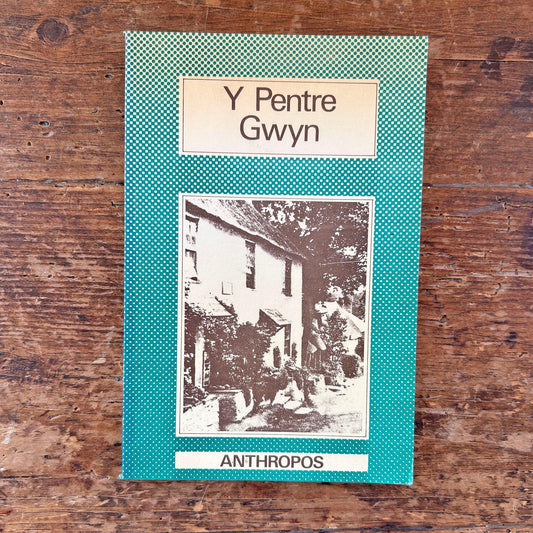 Y Pentre
Gwyn
ANTHROPOS